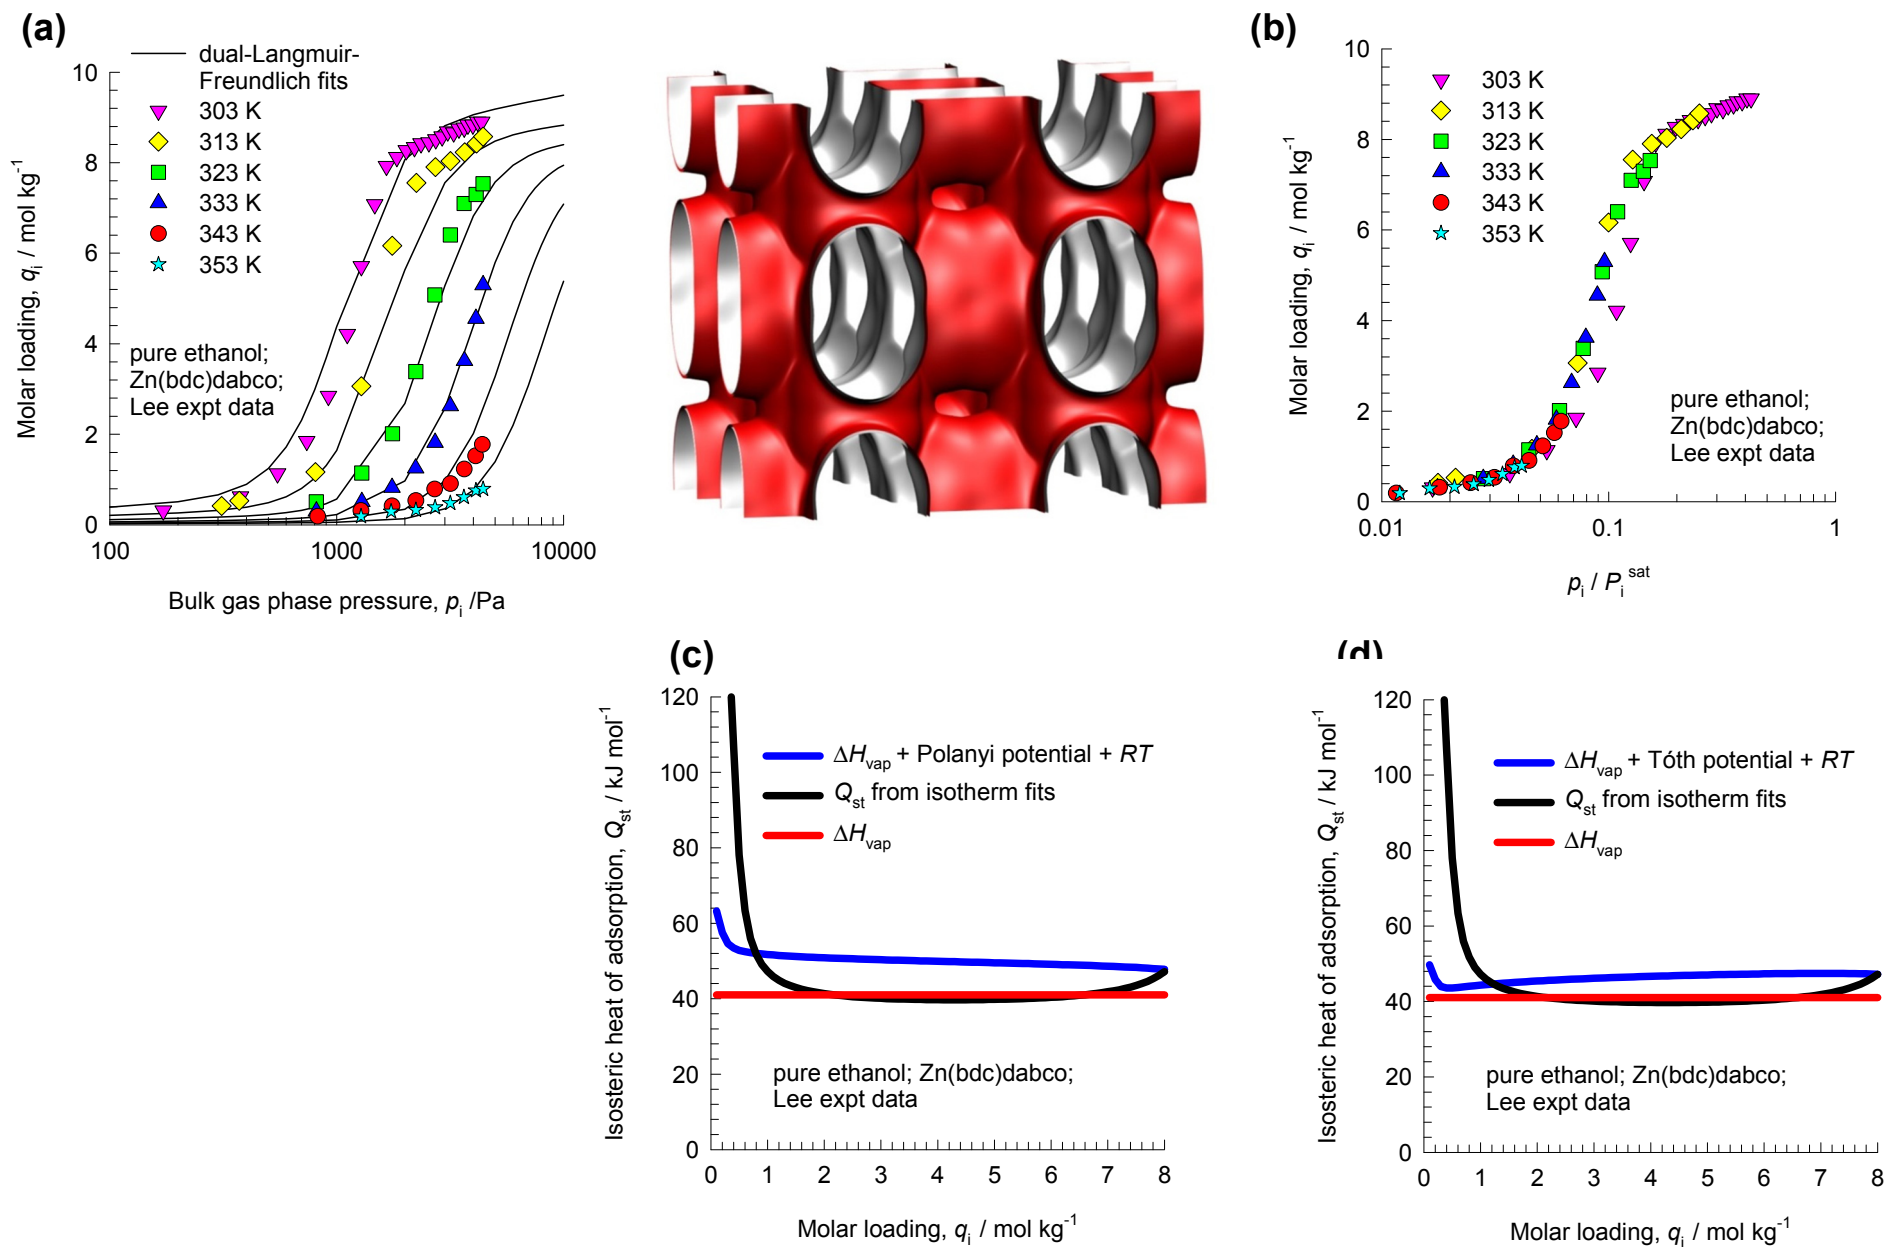 (a)
dual-Langmuir-
Freundlich fits
303 K
313 K
323 K
333 K
343 K
353 K
pure ethanol;
Zn(bdc)dabco;
Lee expt data
10
8
6
4
2
0
100
1000
10000
Molar loading, qi / mol kg-1
Bulk gas phase pressure, pi /Pa
(b)
303 K
313 K
323 K
333 K
343 K
353 K
pure ethanol;
Zn(bdc)dabco;
Lee expt data
10
8
6
4
2
0
0.01
0.1
1
Molar loading, qi / mol kg-1
pi / Pi sat
(c)
ΔHvap + Polanyi potential + RT
Qst from isotherm fits
ΔHvap
pure ethanol; Zn(bdc)dabco;
Lee expt data
120
100
80
60
40
20
0
0 1 2 3 4 5 6 7 8
Isosteric heat of adsorption, Qst / kJ mol-1
Molar loading, qi / mol kg-1
(d)
ΔHvap + Tóth potential + RT
Qst from isotherm fits
ΔHvap
pure ethanol; Zn(bdc)dabco;
Lee expt data
120
100
80
60
40
20
0
0 1 2 3 4 5 6 7 8
Isosteric heat of adsorption, Qst / kJ mol-1
Molar loading, qi / mol kg-1